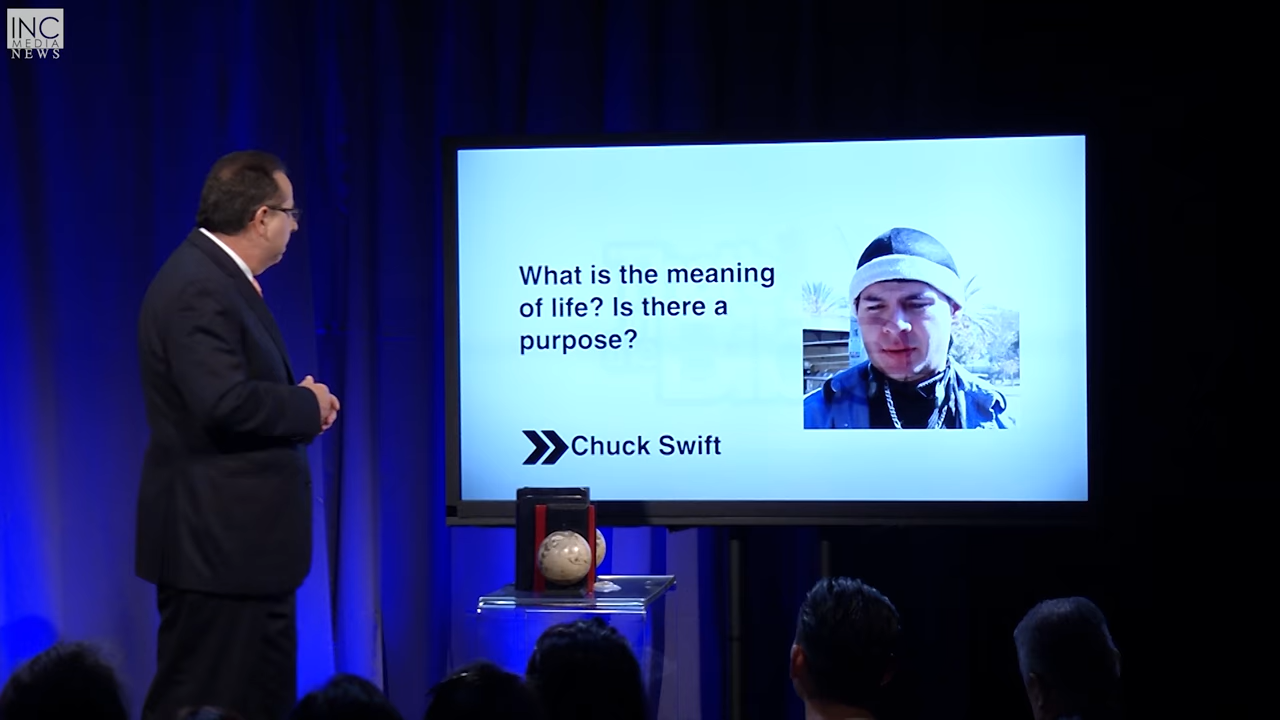 INC
MEDIA
NEWS
What is the meaning
of life? Is there a
purpose?
Chuck Swift